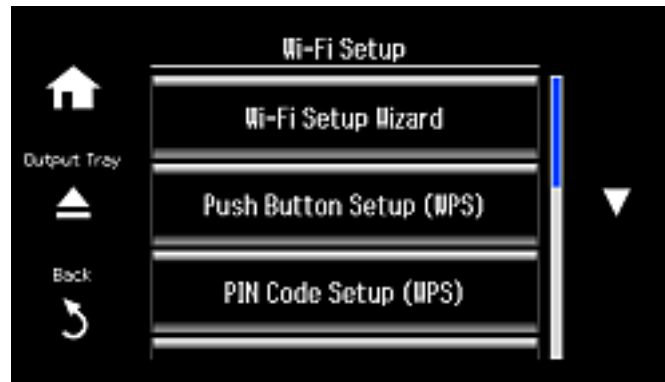 Wi-Fi Setup
Wi-Fi Setup Wizard
Output Tray
Push Button Setup (WPS)
Back
PIN Code Setup (WPS)